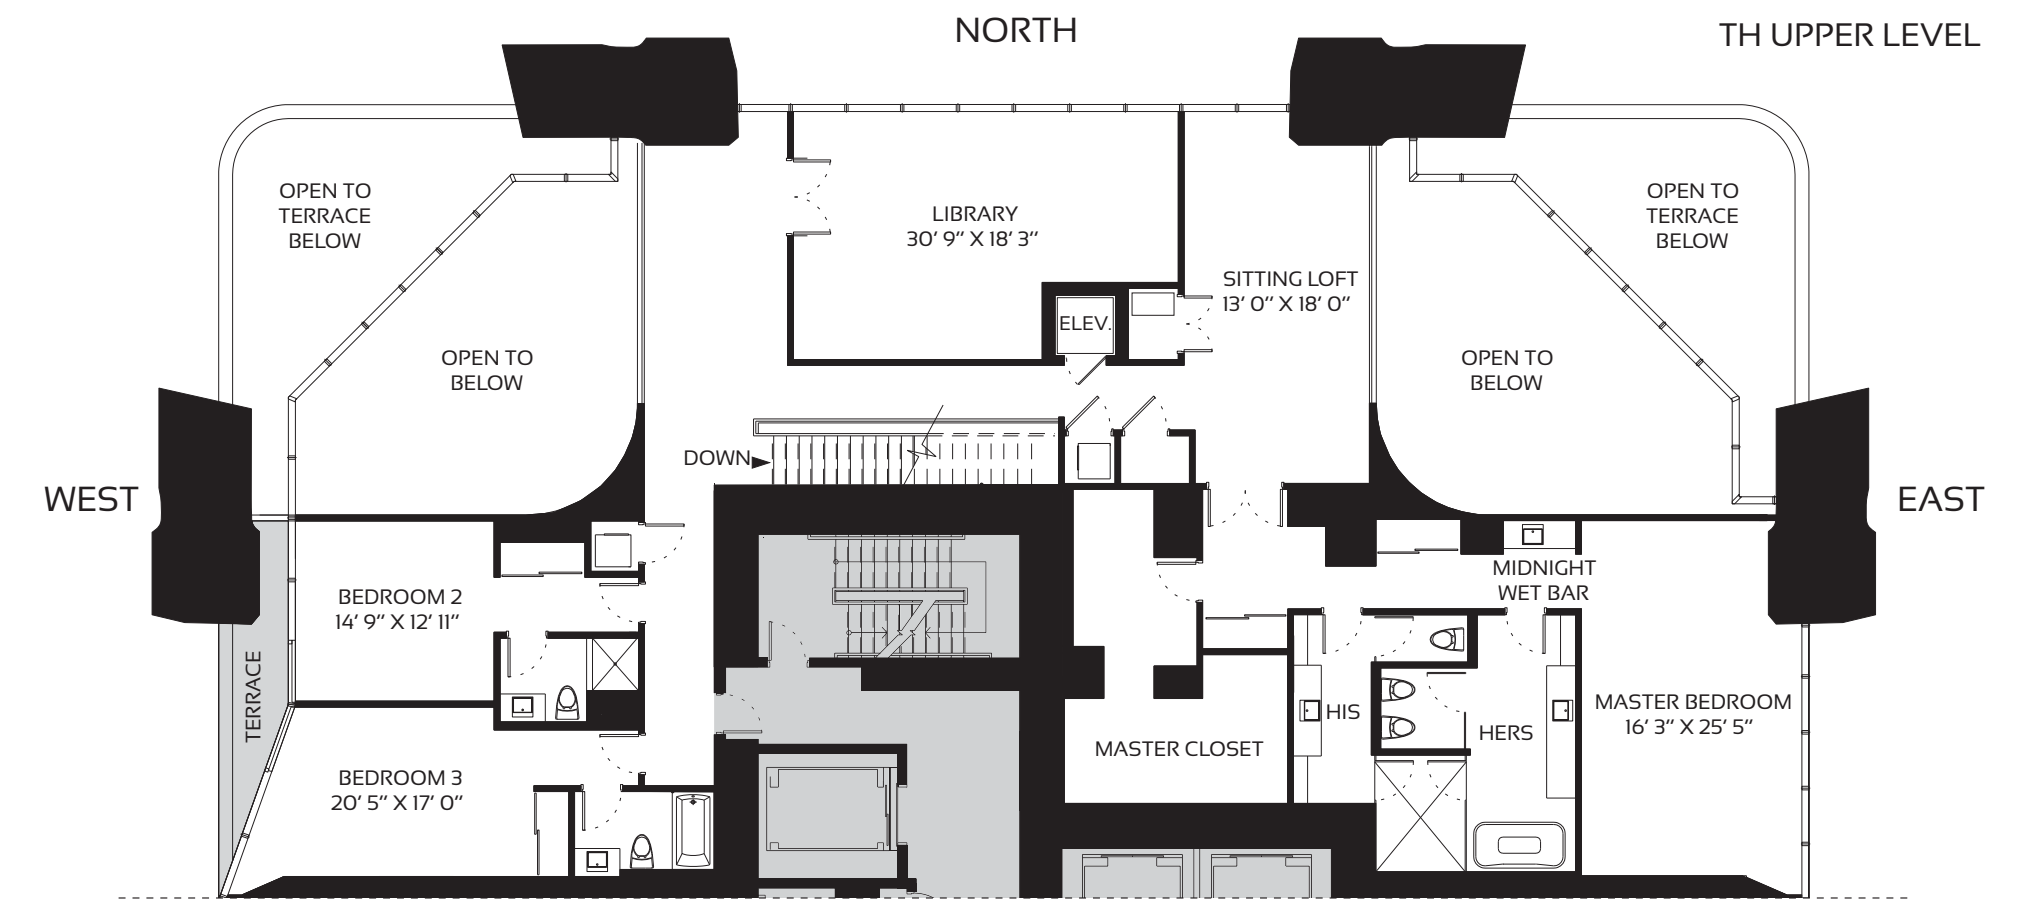 NORTH
TH UPPER LEVEL
OPEN TO
TERRACE
BELOW
LIBRARY
30' 9" X 18' 3"
OPEN TO
TERRACE
BELOW
SITTING LOFT
13' 0" X 18' 0"
ELEV.
OPEN TO
BELOW
OPEN TO
BELOW
DOWN
WEST
EAST
BEDROOM 2
14' 9" X 12' 11"
MIDNIGHT
WET BAR
TERRACE
MASTER BEDROOM
16' 3" X 25' 5"
HIS
HERS
MASTER CLOSET
BEDROOM 3
20' 5" X 17' 0"